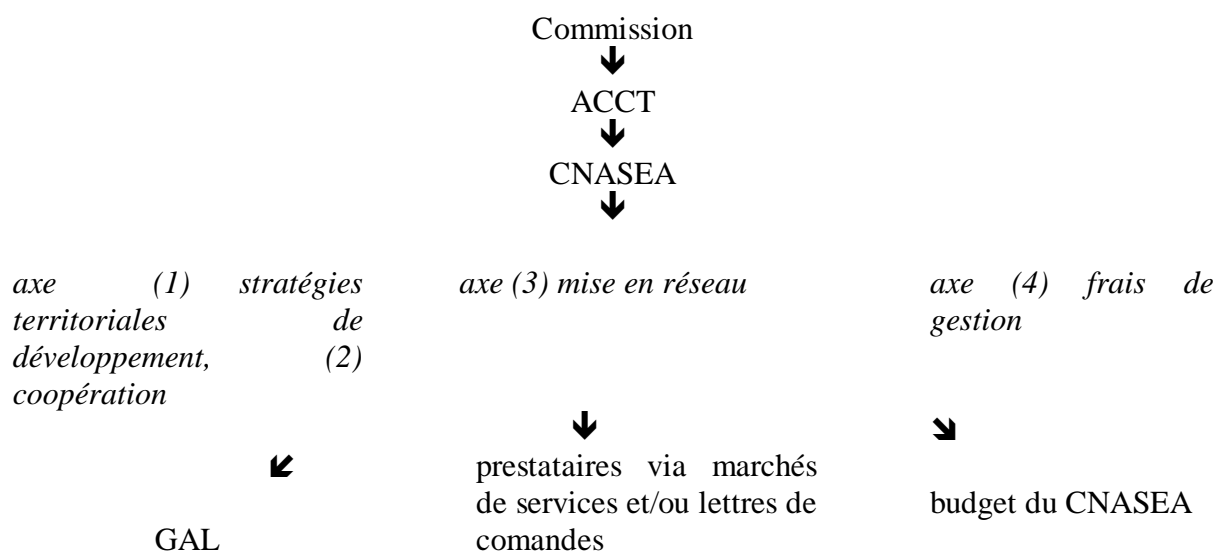 Commission
🡻
ACCT
🡻
CNASEA
🡻
axe (1) stratégies
territoriales de
développement, (2)
coopération
axe (3) mise en réseau
axe (4) frais de
gestion
🡿
GAL
🡻
prestataires via marchés
de services et/ou lettres de
comandes
🡾
budget du CNASEA